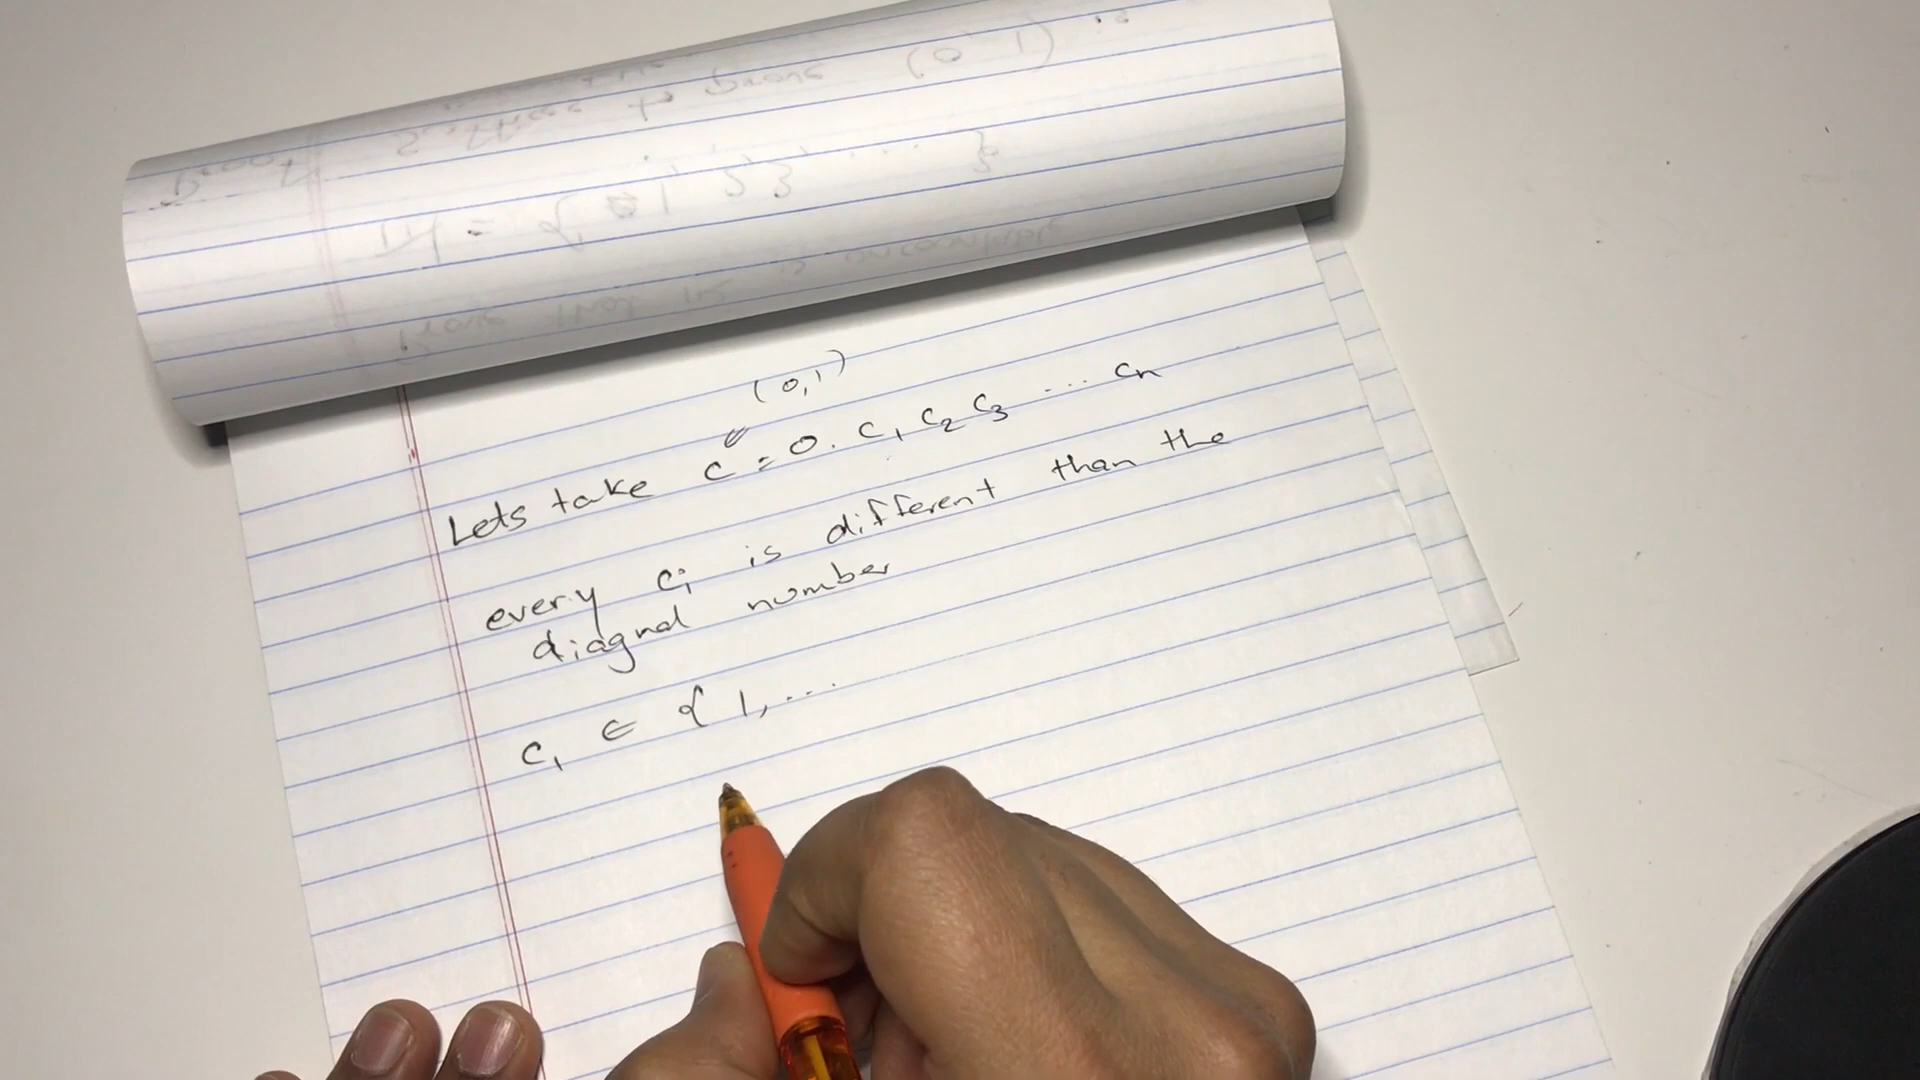 (0,1)
Lets take c = 0. c₁ c₂ c₃ ... cn
every ci is different than the
diagnal number
c₁ ∈ { 1, ...